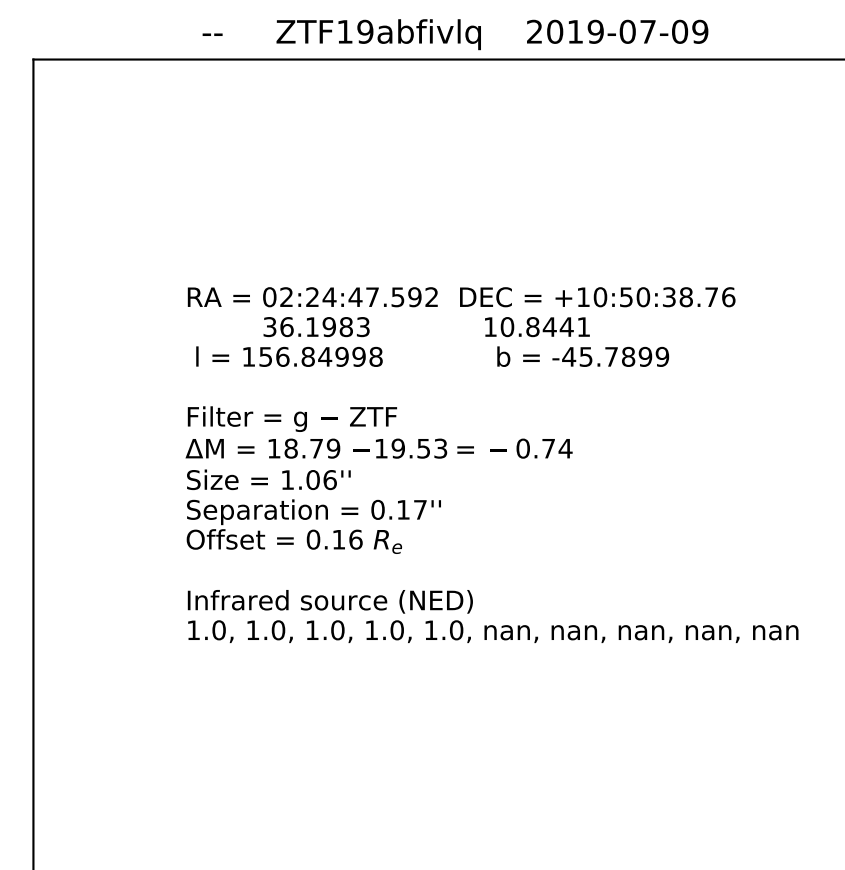 -- ZTF19abfivlq 2019-07-09
RA = 02:24:47.592 DEC = +10:50:38.76
36.1983 10.8441
l = 156.84998 b = -45.7899
Filter = g − ZTF
ΔM = 18.79 −19.53 = − 0.74
Size = 1.06''
Separation = 0.17''
Offset = 0.16 Re
Infrared source (NED)
1.0, 1.0, 1.0, 1.0, 1.0, nan, nan, nan, nan, nan